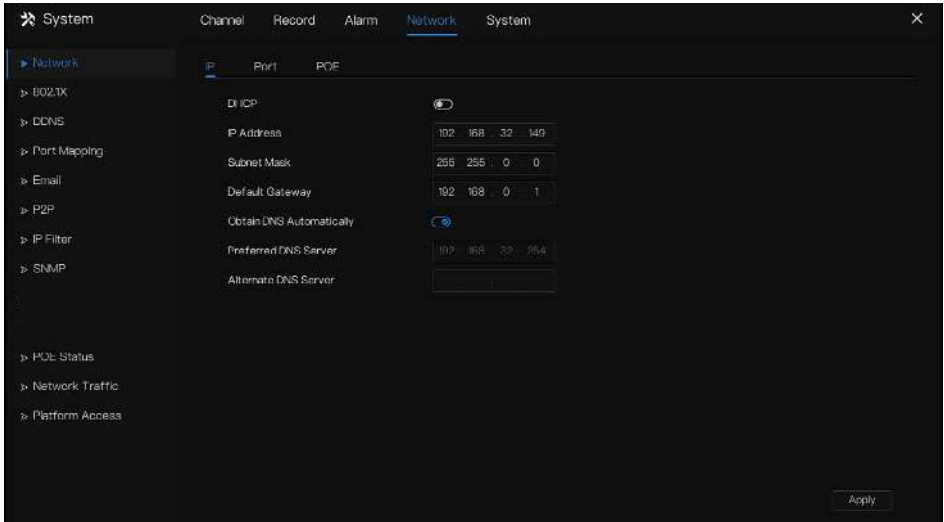 System
Channel Record Alarm Network System
Network
IP Port POE
802.1X
DDNS
Port Mapping
Email
P2P
IP Filter
SNMP
POE Status
Network Traffic
Platform Access
DHCP
IP Address 192 . 168 . 32 . 149
Subnet Mask 255 . 255 . 0 . 0
Default Gateway 192 . 168 . 0 . 1
Obtain DNS Automatically
Preferred DNS Server 192 . 168 . 32 . 254
Alternate DNS Server
Apply